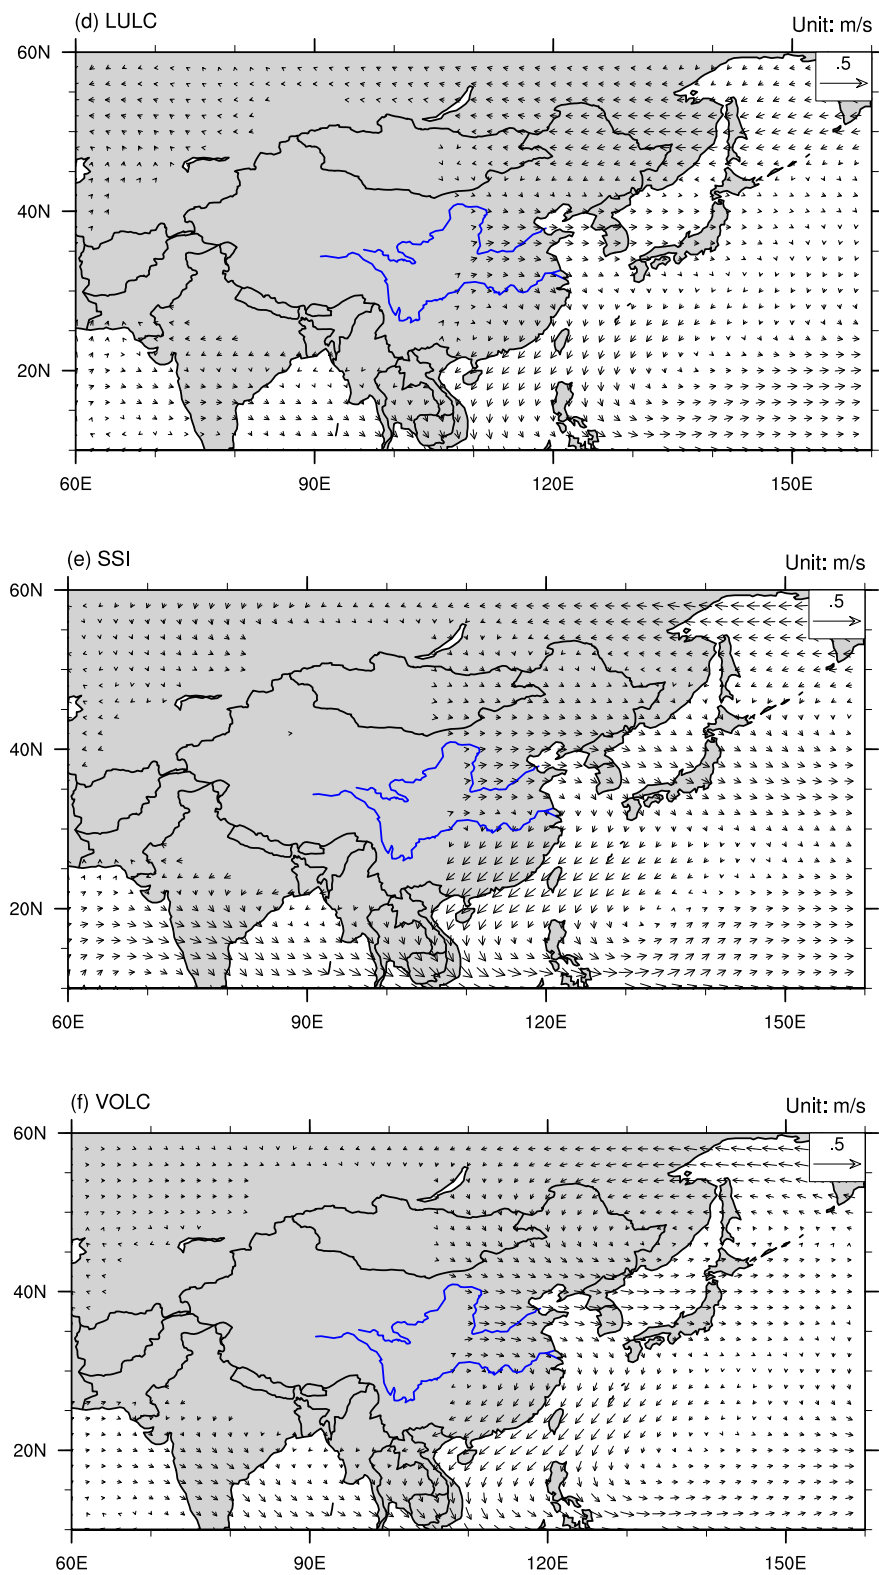 (d) LULC
Unit: m/s
60N
.5
40N
20N
60E 90E 120E 150E
(e) SSI
Unit: m/s
60N
.5
40N
20N
60E 90E 120E 150E
(f) VOLC
Unit: m/s
60N
.5
40N
20N
60E 90E 120E 150E